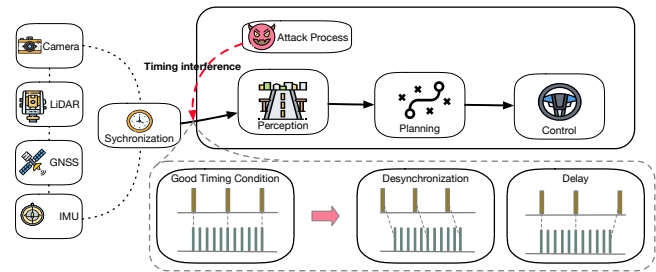 Camera
LiDAR
GNSS
IMU
Sychronization
Attack Process
Timing interference
Perception
Planning
Control
Good Timing Condition
Desynchronization
Delay